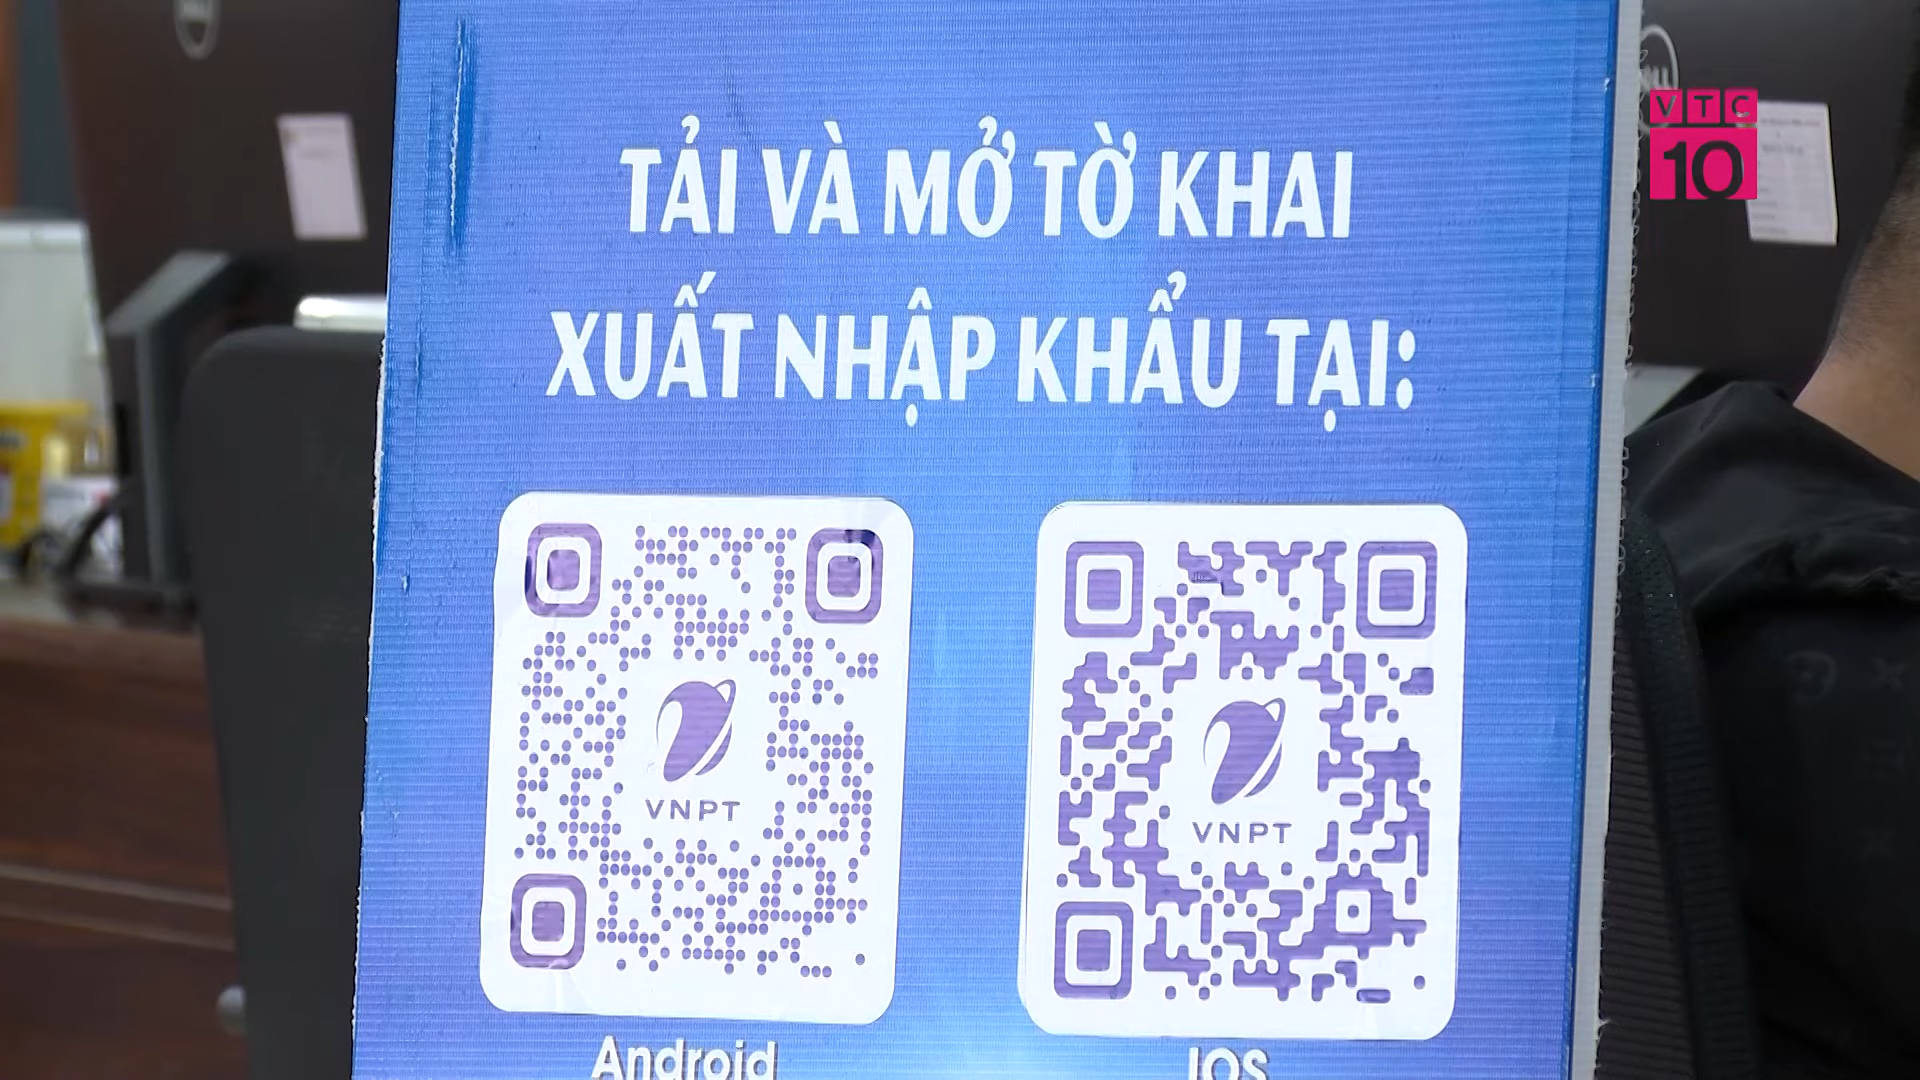 VTC
10
TẢI VÀ MỞ TỜ KHAI
XUẤT NHẬP KHẨU TẠI:
VNPT
VNPT
Android
IOS